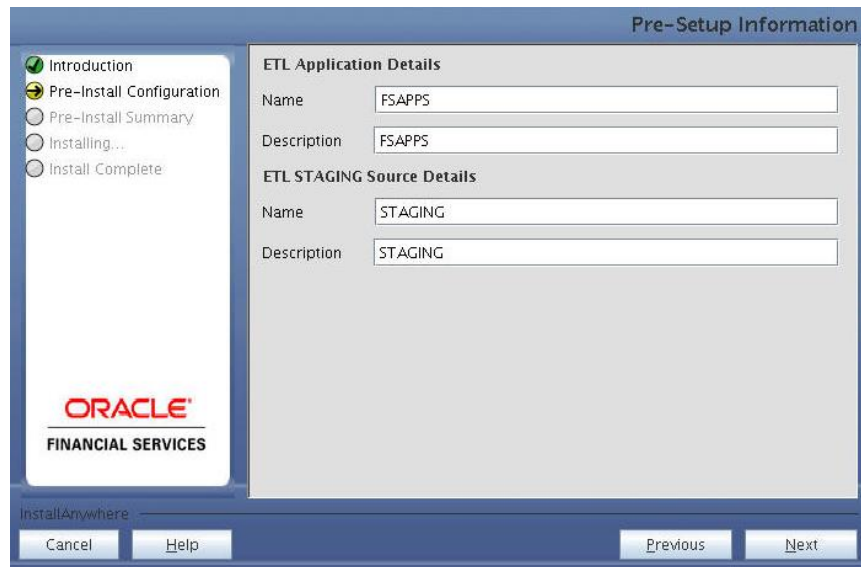 Pre-Setup Information
Introduction
Pre-Install Configuration
Pre-Install Summary
Installing...
Install Complete
ORACLE®
FINANCIAL SERVICES
ETL Application Details
Name FSAPPS
Description FSAPPS
ETL STAGING Source Details
Name STAGING
Description STAGING
InstallAnywhere
Cancel Help Previous Next